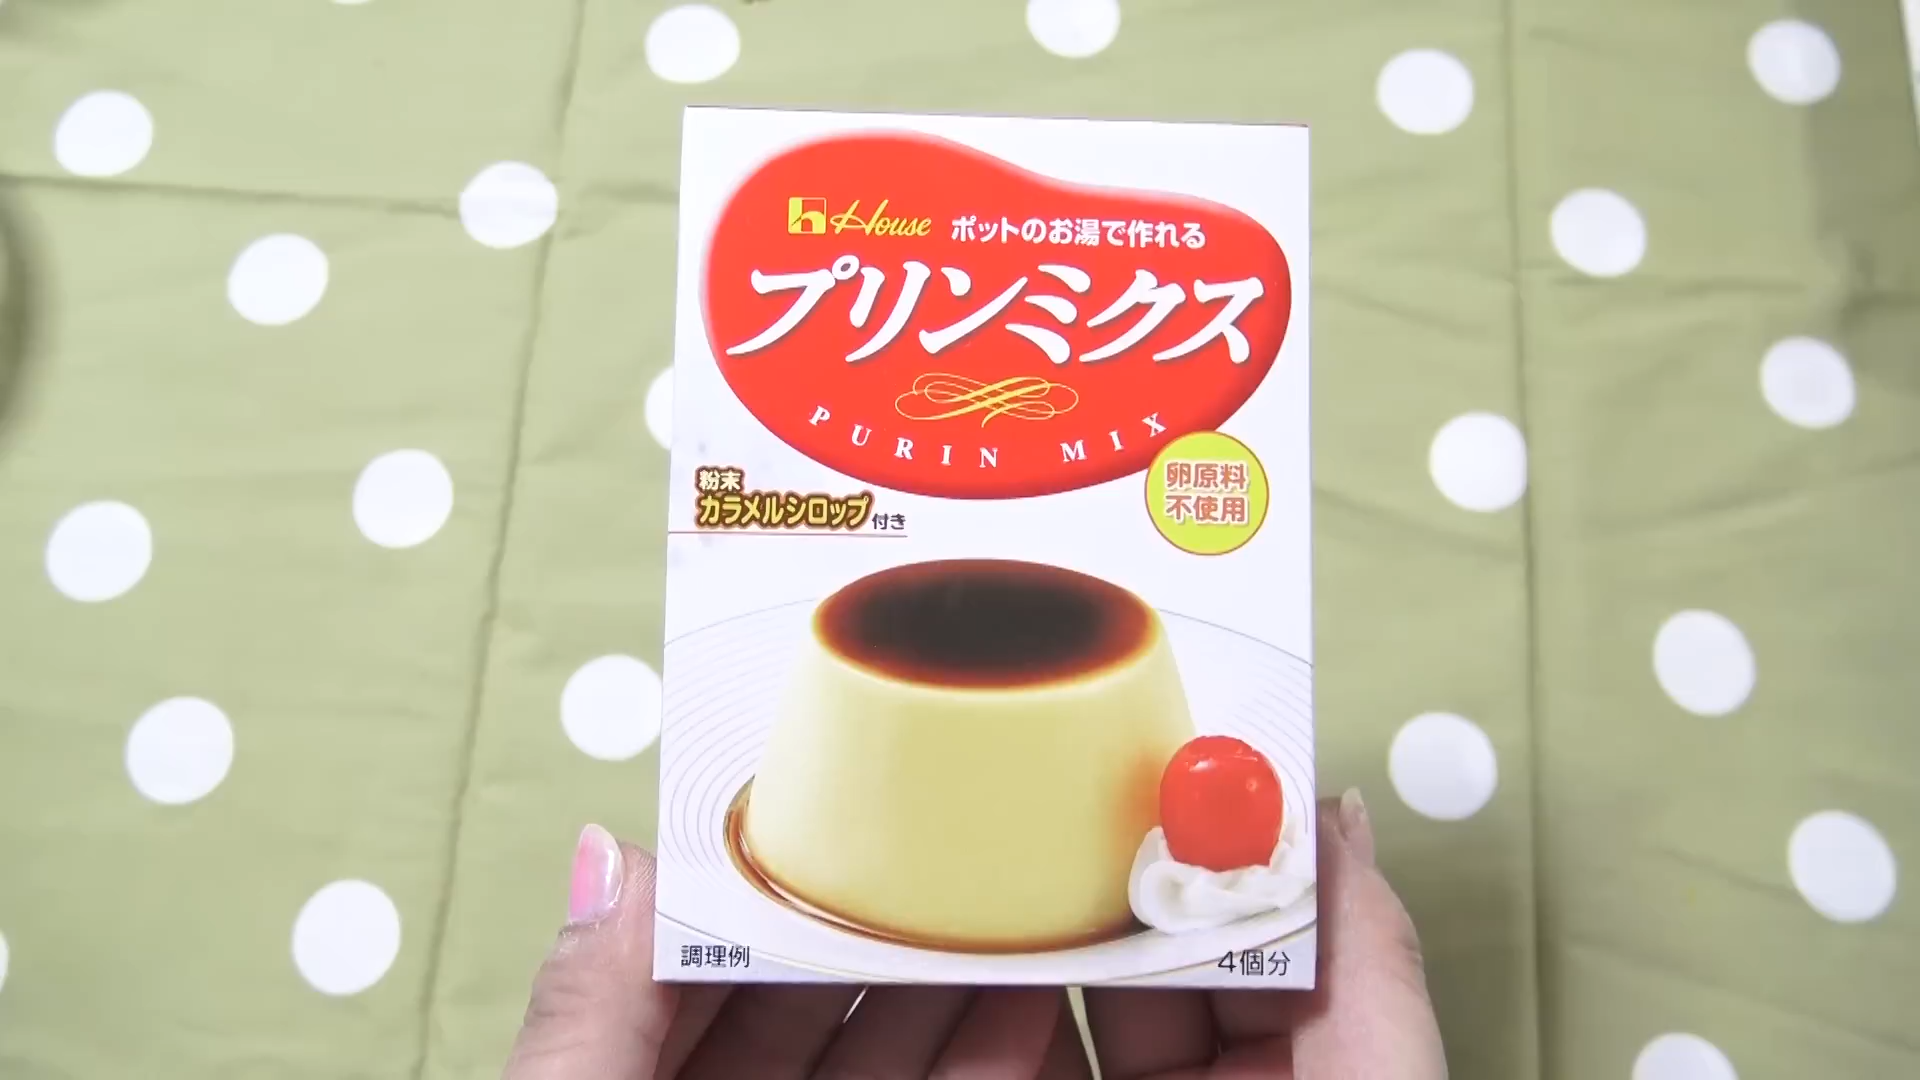 House ポットのお湯で作れる
プリンミクス
PURIN MIX
粉末
カラメルシロップ付き
卵原料
不使用
調理例
4個分